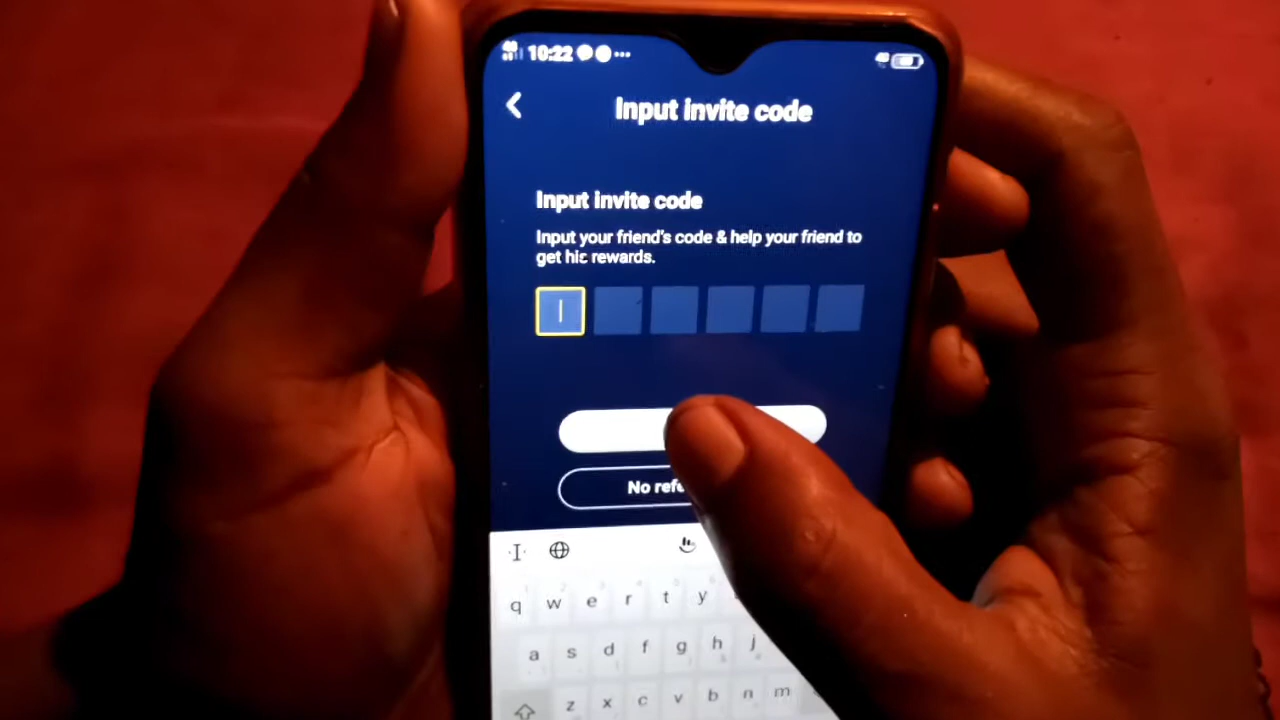 10:22
Input invite code
Input your friend's code & help your friend to
get his rewards.
Input invite code
No
q w e r t y
a s d f g h j
z x c v b n m